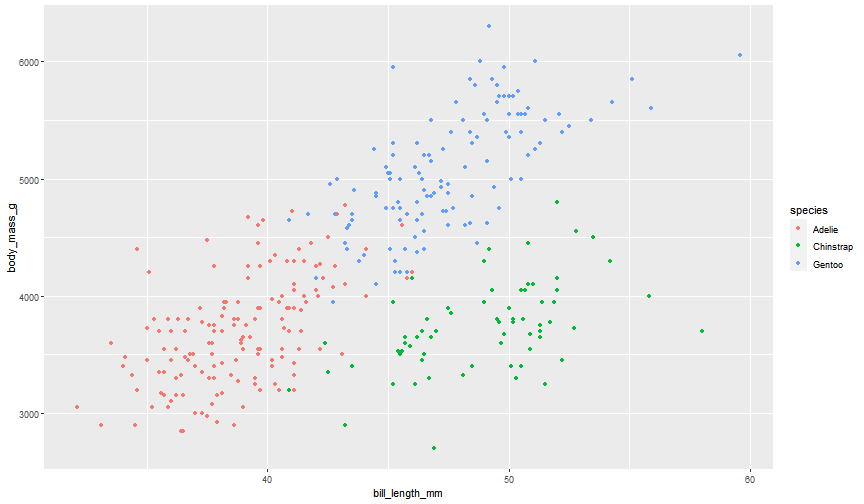 6000
5000
4000
3000
body_mass_g
40
50
60
bill_length_mm
species
Adelie
Chinstrap
Gentoo